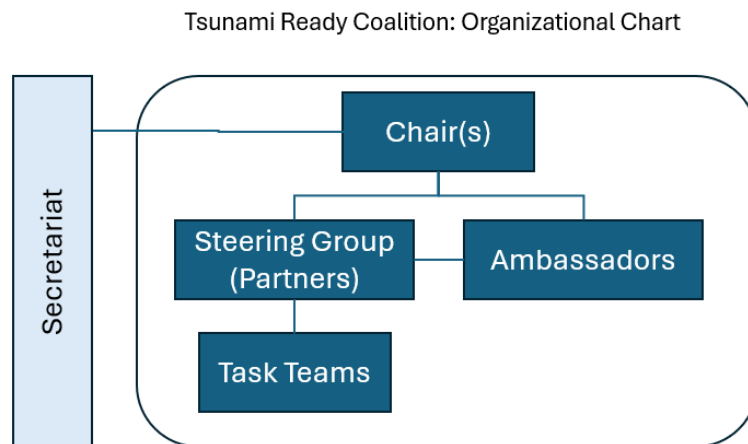 Tsunami Ready Coalition: Organizational Chart
Secretariat
Chair(s)
Steering Group
(Partners)
Ambassadors
Task Teams